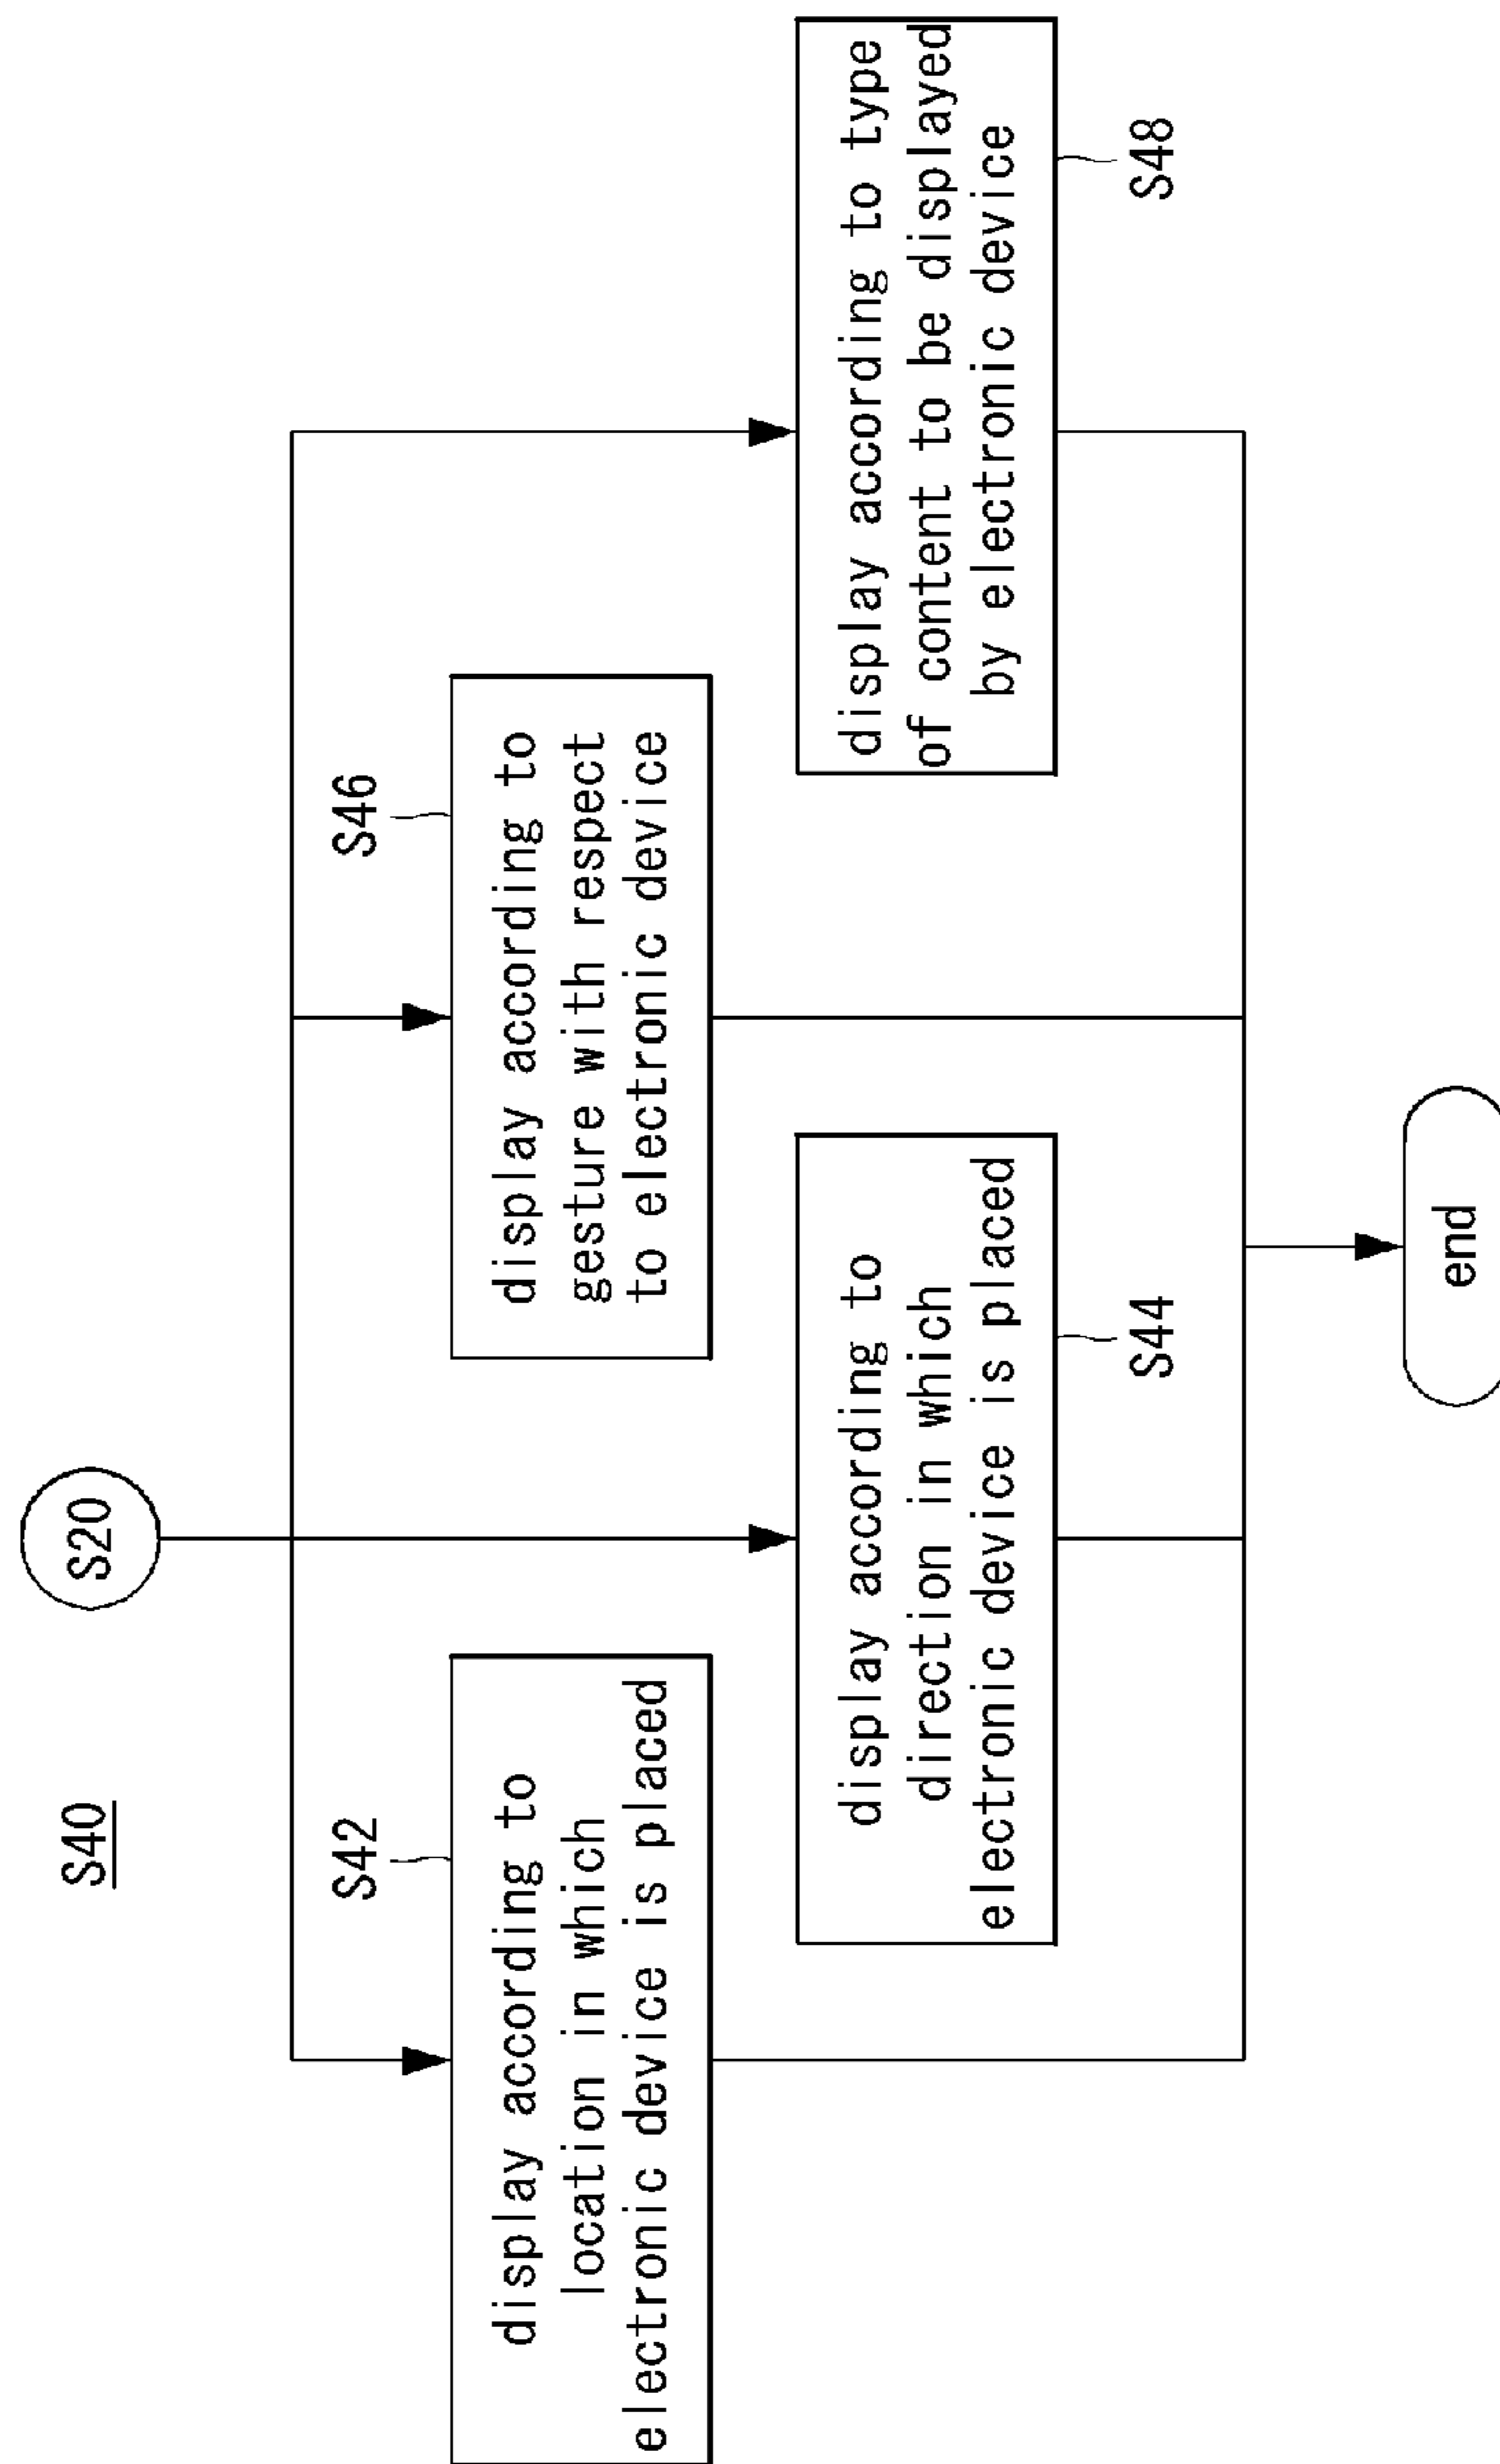 S40
S20
S42
display according to
location in which
electronic device is placed
S46
display according to
gesture with respect
to electronic device
display according to
direction in which
electronic device is placed
S44
display according to type
of content to be displayed
by electronic device
S48
end